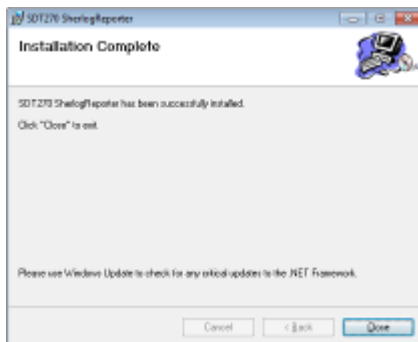 SDT270 SherlogReporter
Installation Complete
SDT270 SherlogReporter has been successfully installed.
Click "Close" to exit.
Please use Windows Update to check for any critical updates to the .NET Framework.
Cancel
< Back
Close